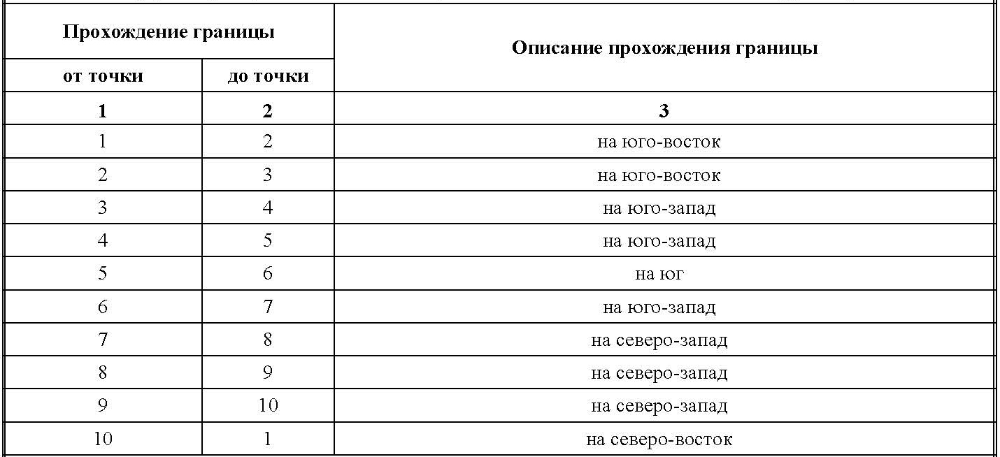 Прохождение границы
Описание прохождения границы
от точки до точки
1 2 3
1 2 на юго-восток
2 3 на юго-восток
3 4 на юго-запад
4 5 на юго-запад
5 6 на юг
6 7 на юго-запад
7 8 на северо-запад
8 9 на северо-запад
9 10 на северо-запад
10 1 на северо-восток